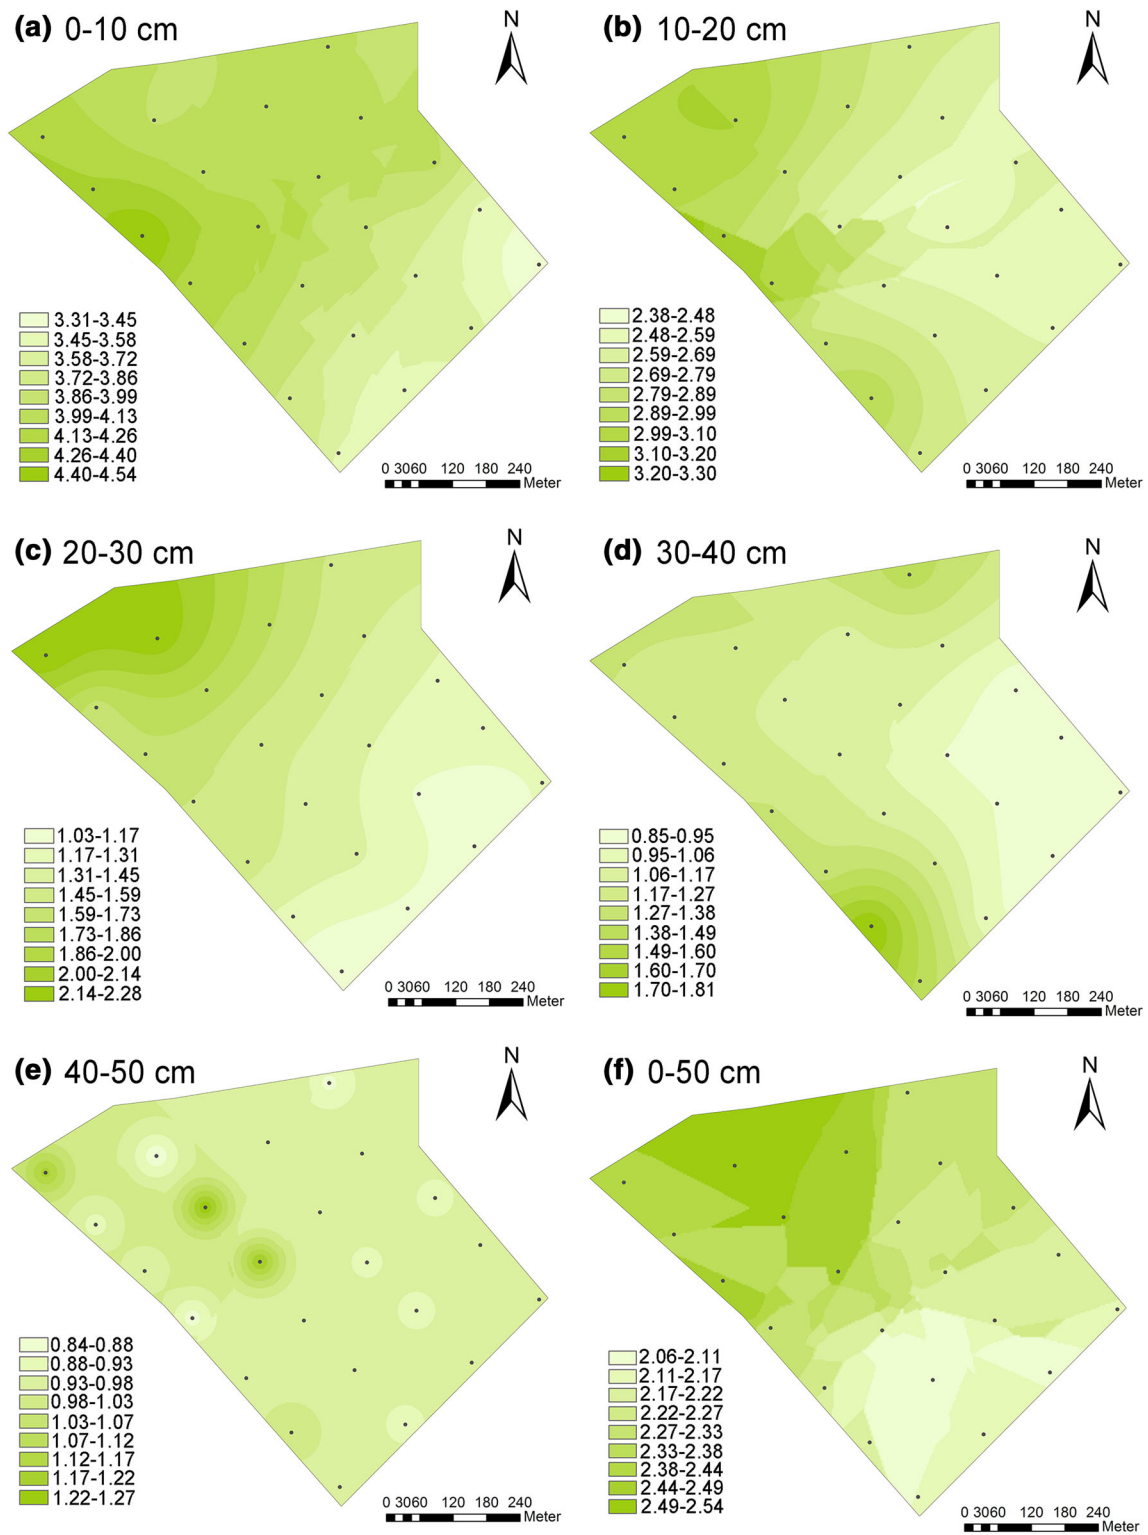 (a) 0-10 cm
N
3.31-3.45
3.45-3.58
3.58-3.72
3.72-3.86
3.86-3.99
3.99-4.13
4.13-4.26
4.26-4.40
4.40-4.54
0 3060 120 180 240
Meter
(b) 10-20 cm
N
2.38-2.48
2.48-2.59
2.59-2.69
2.69-2.79
2.79-2.89
2.89-2.99
2.99-3.10
3.10-3.20
3.20-3.30
0 3060 120 180 240
Meter
(c) 20-30 cm
N
1.03-1.17
1.17-1.31
1.31-1.45
1.45-1.59
1.59-1.73
1.73-1.86
1.86-2.00
2.00-2.14
2.14-2.28
0 3060 120 180 240
Meter
(d) 30-40 cm
N
0.85-0.95
0.95-1.06
1.06-1.17
1.17-1.27
1.27-1.38
1.38-1.49
1.49-1.60
1.60-1.70
1.70-1.81
0 3060 120 180 240
Meter
(e) 40-50 cm
N
0.84-0.88
0.88-0.93
0.93-0.98
0.98-1.03
1.03-1.07
1.07-1.12
1.12-1.17
1.17-1.22
1.22-1.27
0 3060 120 180 240
Meter
(f) 0-50 cm
N
2.06-2.11
2.11-2.17
2.17-2.22
2.22-2.27
2.27-2.33
2.33-2.38
2.38-2.44
2.44-2.49
2.49-2.54
0 3060 120 180 240
Meter